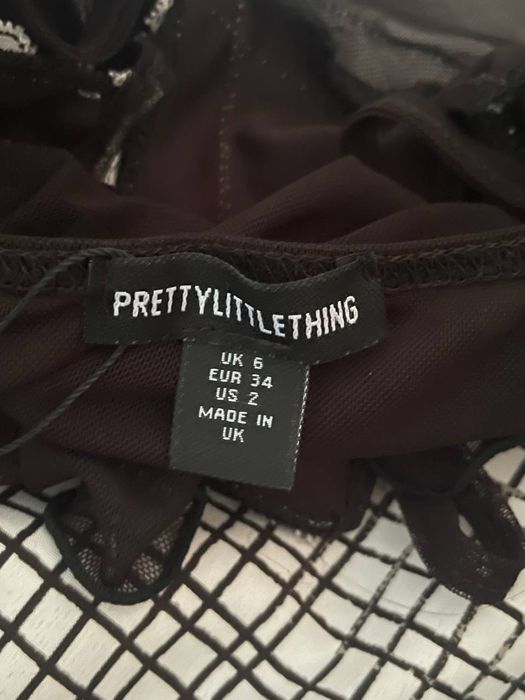 PRETTYLITTLETHING
UK 6
EUR 34
US 2
MADE IN
UK